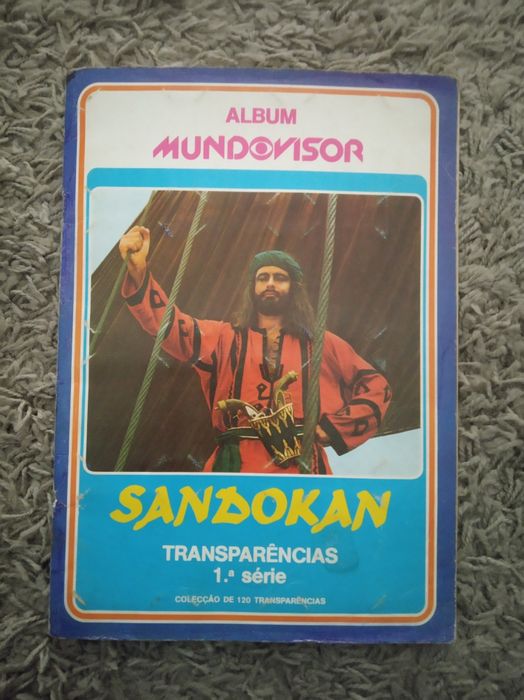 ALBUM
MUNDOVISOR
SANDOKAN
TRANSPARÊNCIAS
1.ª série
COLECÇÃO DE 120 TRANSPARÊNCIAS